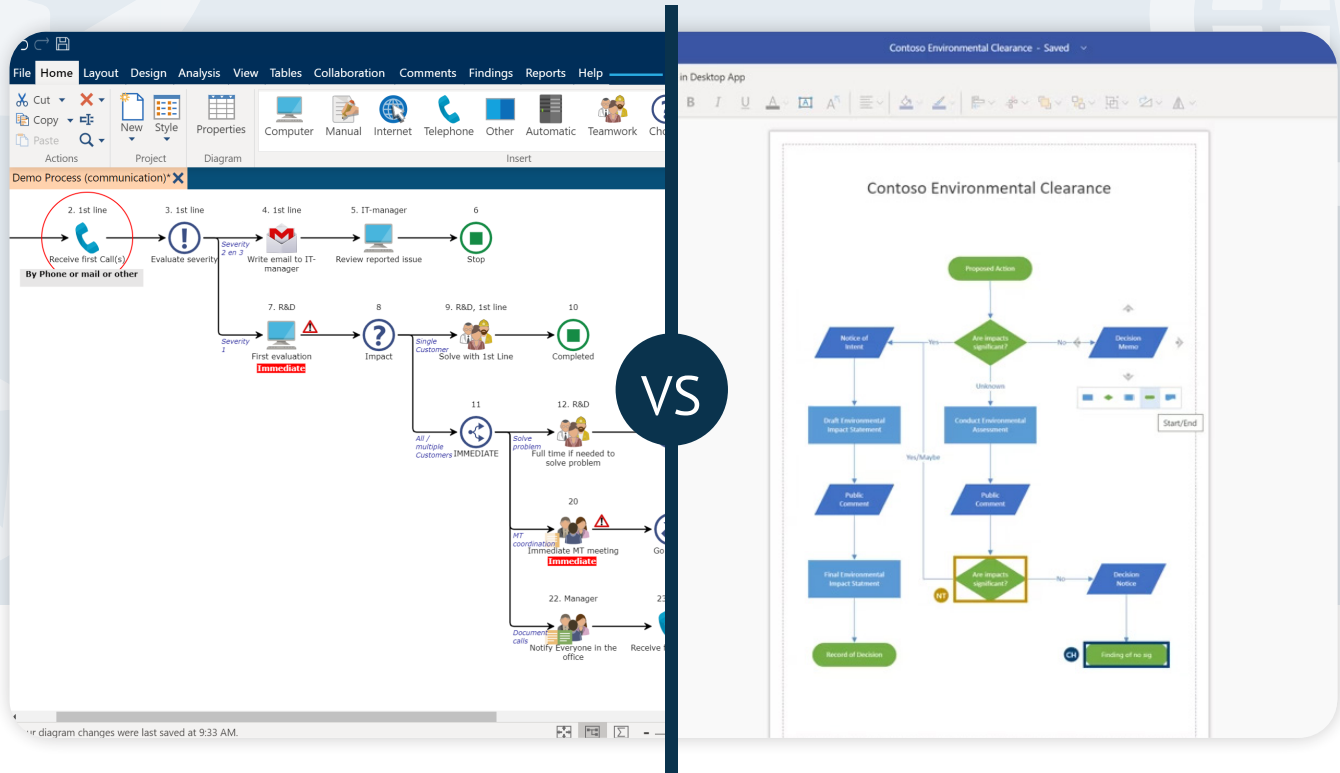 File Home Layout Design Analysis View Tables Collaboration Comments Findings Reports Help
Cut
Copy
Paste
New Style
Properties
Computer Manual Internet Telephone Other Automatic Teamwork
Actions Project Diagram Insert
Demo Process (communication)*
2. 1st line
Receive first Call(s)
By Phone or mail or other
3. 1st line
Evaluate severity
Severity
2 en 3
4. 1st line
Write email to IT-
manager
5. IT-manager
Review reported issue
6
Stop
Severity
1
7. R&D
First evaluation
Immediate
8
Impact
Single
Customer
9. R&D, 1st line
Solve with 1st Line
10
Completed
All /
multiple
Customers
11
IMMEDIATE
Solve
problem
12. R&D
Full time if needed to
solve problem
MT
coordination
20
Immediate MT meeting
Immediate
Go
Document
calls
22. Manager
Notify Everyone in the
office
23
Receive
diagram changes were last saved at 9:33 AM.
VS
Contoso Environmental Clearance - Saved
in Desktop App
B I U A A A
Contoso Environmental Clearance
Proposed Action
Notice of
Intent
Yes
Are impacts
significant?
No
Decision
Memo
Unknown
Start/End
Draft Environmental
Impact Statement
Conduct Environmental
Assessment
Yes/Maybe
Public
Comment
Public
Comment
Final Environmental
Impact Statment
Are impacts
significant?
NT
No
Decision
Notice
Record of Decision
CH
Finding of no sig